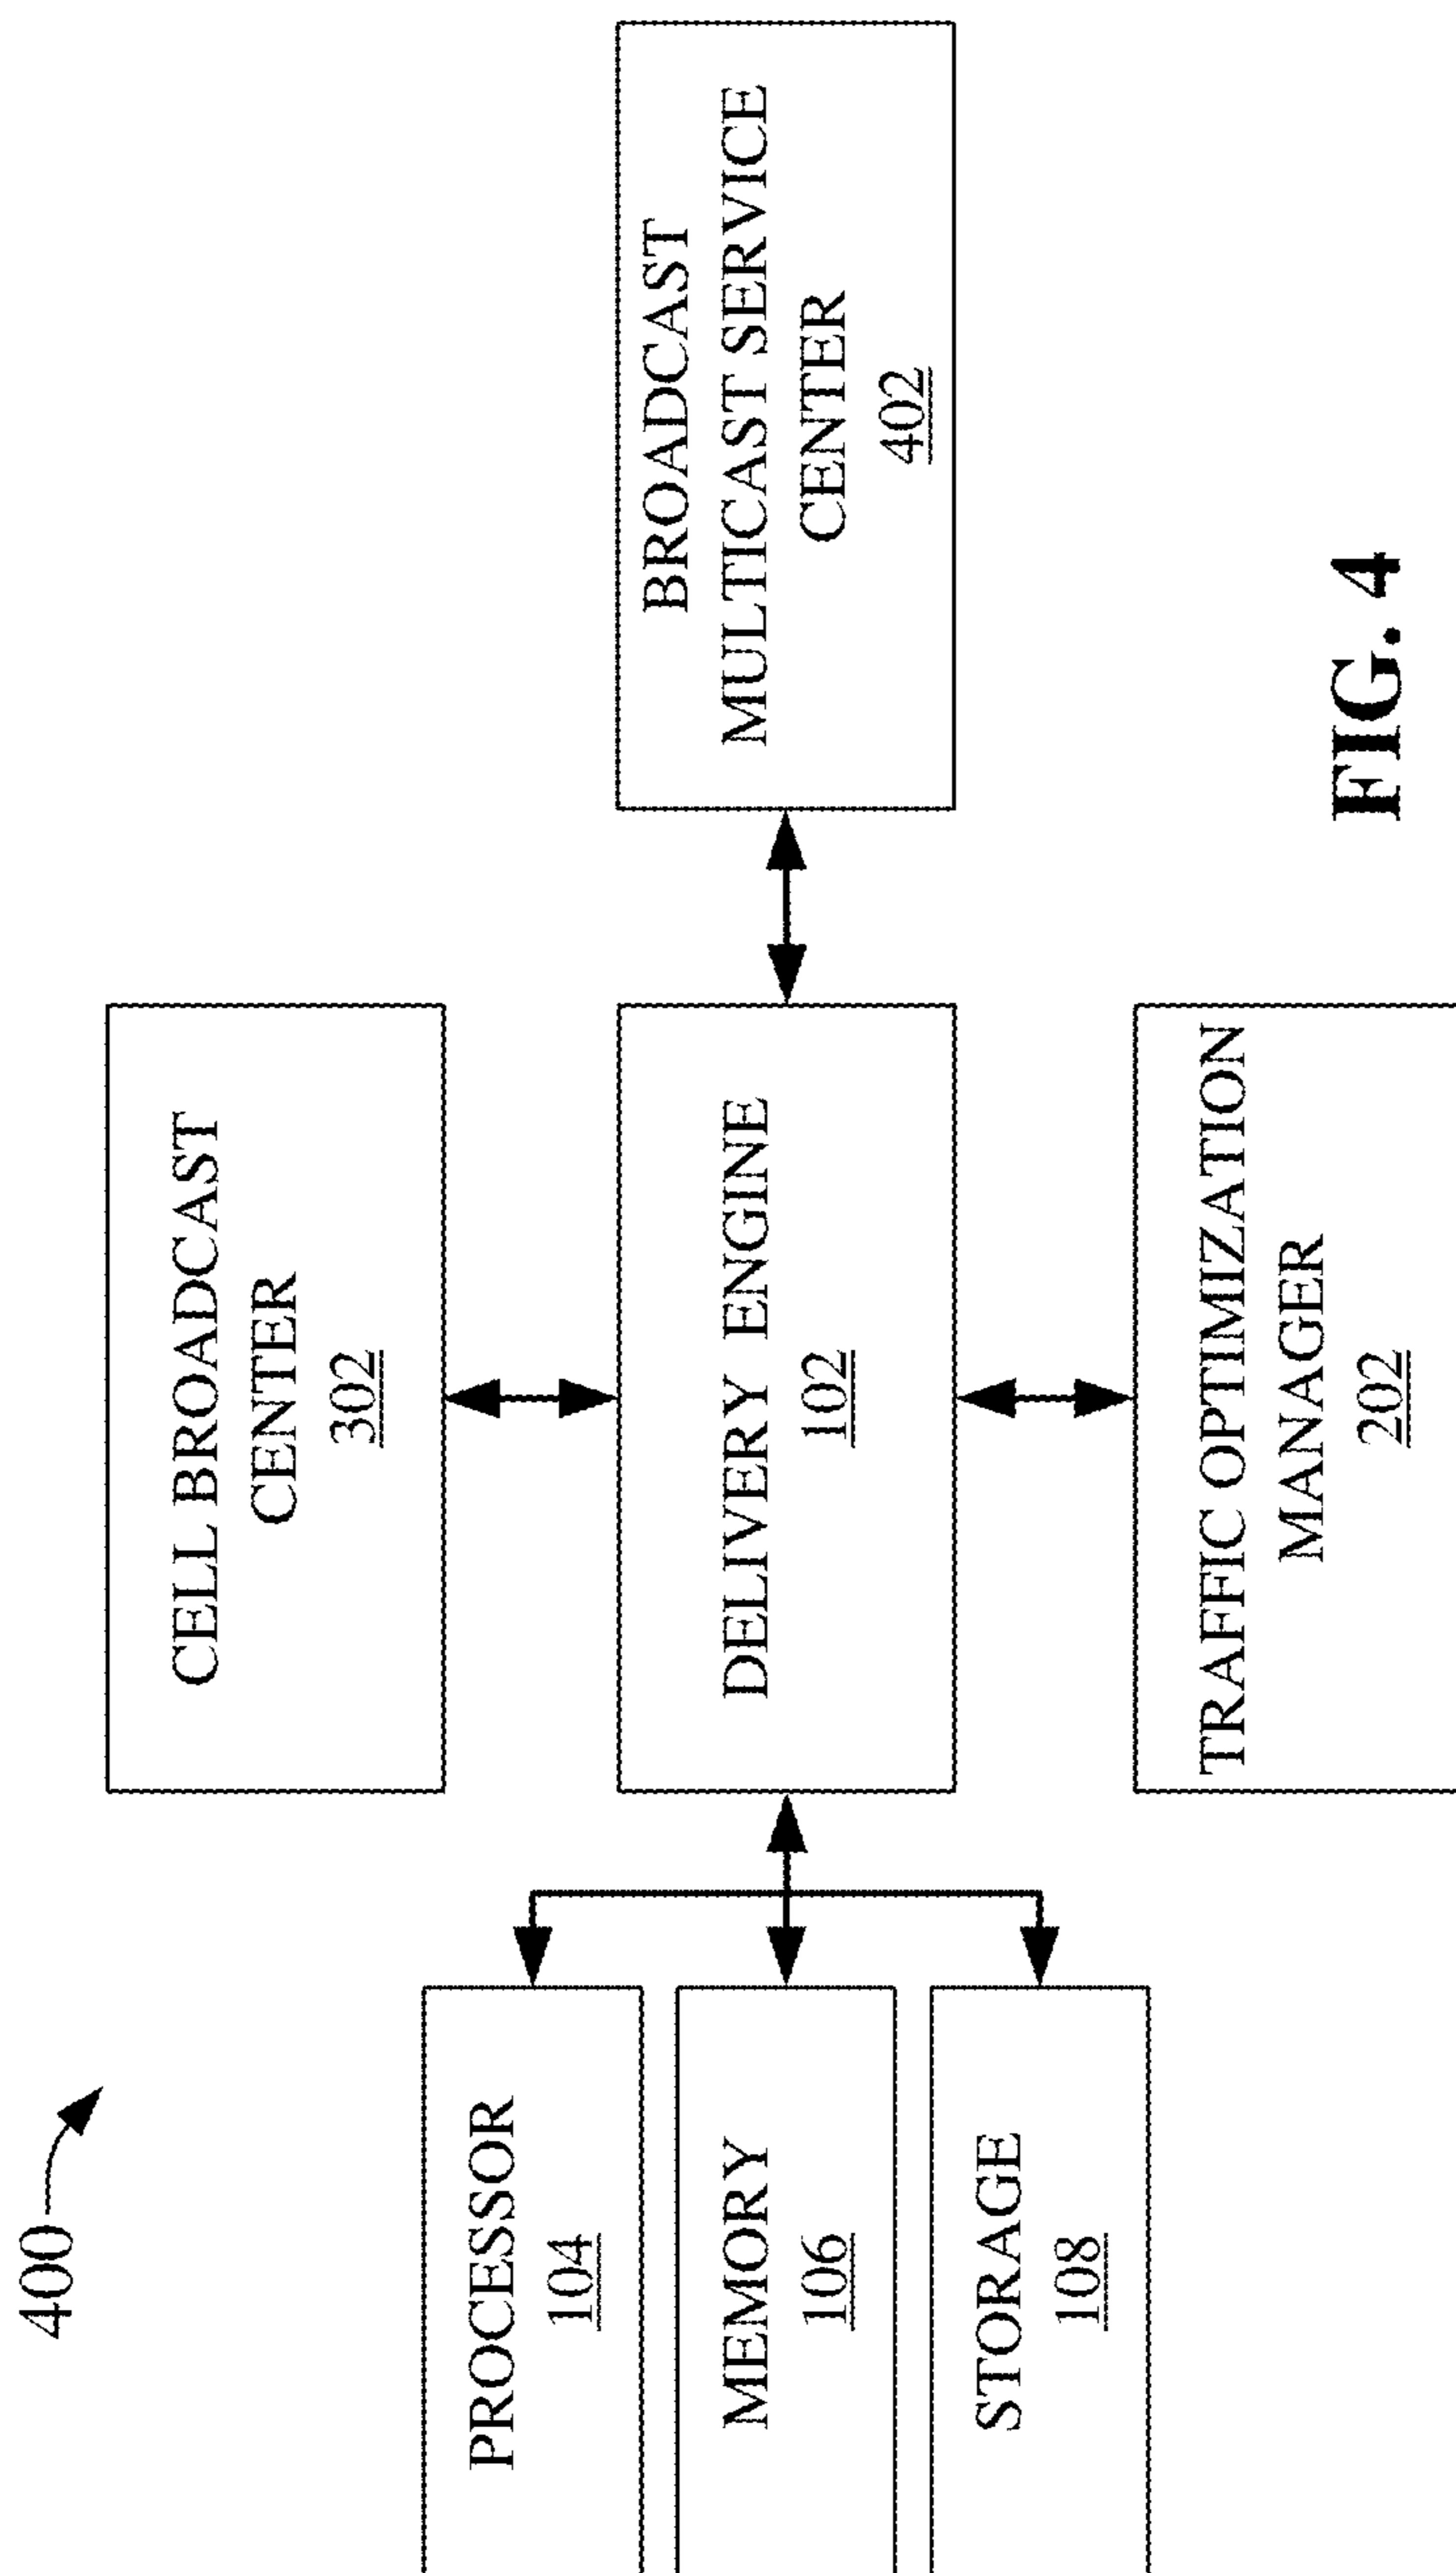 400
CELL BROADCAST
CENTER
302
PROCESSOR
104
MEMORY
106
STORAGE
108
DELIVERY ENGINE
102
BROADCAST
MULTICAST SERVICE
CENTER
402
TRAFFIC OPTIMIZATION
MANAGER
202
FIG. 4